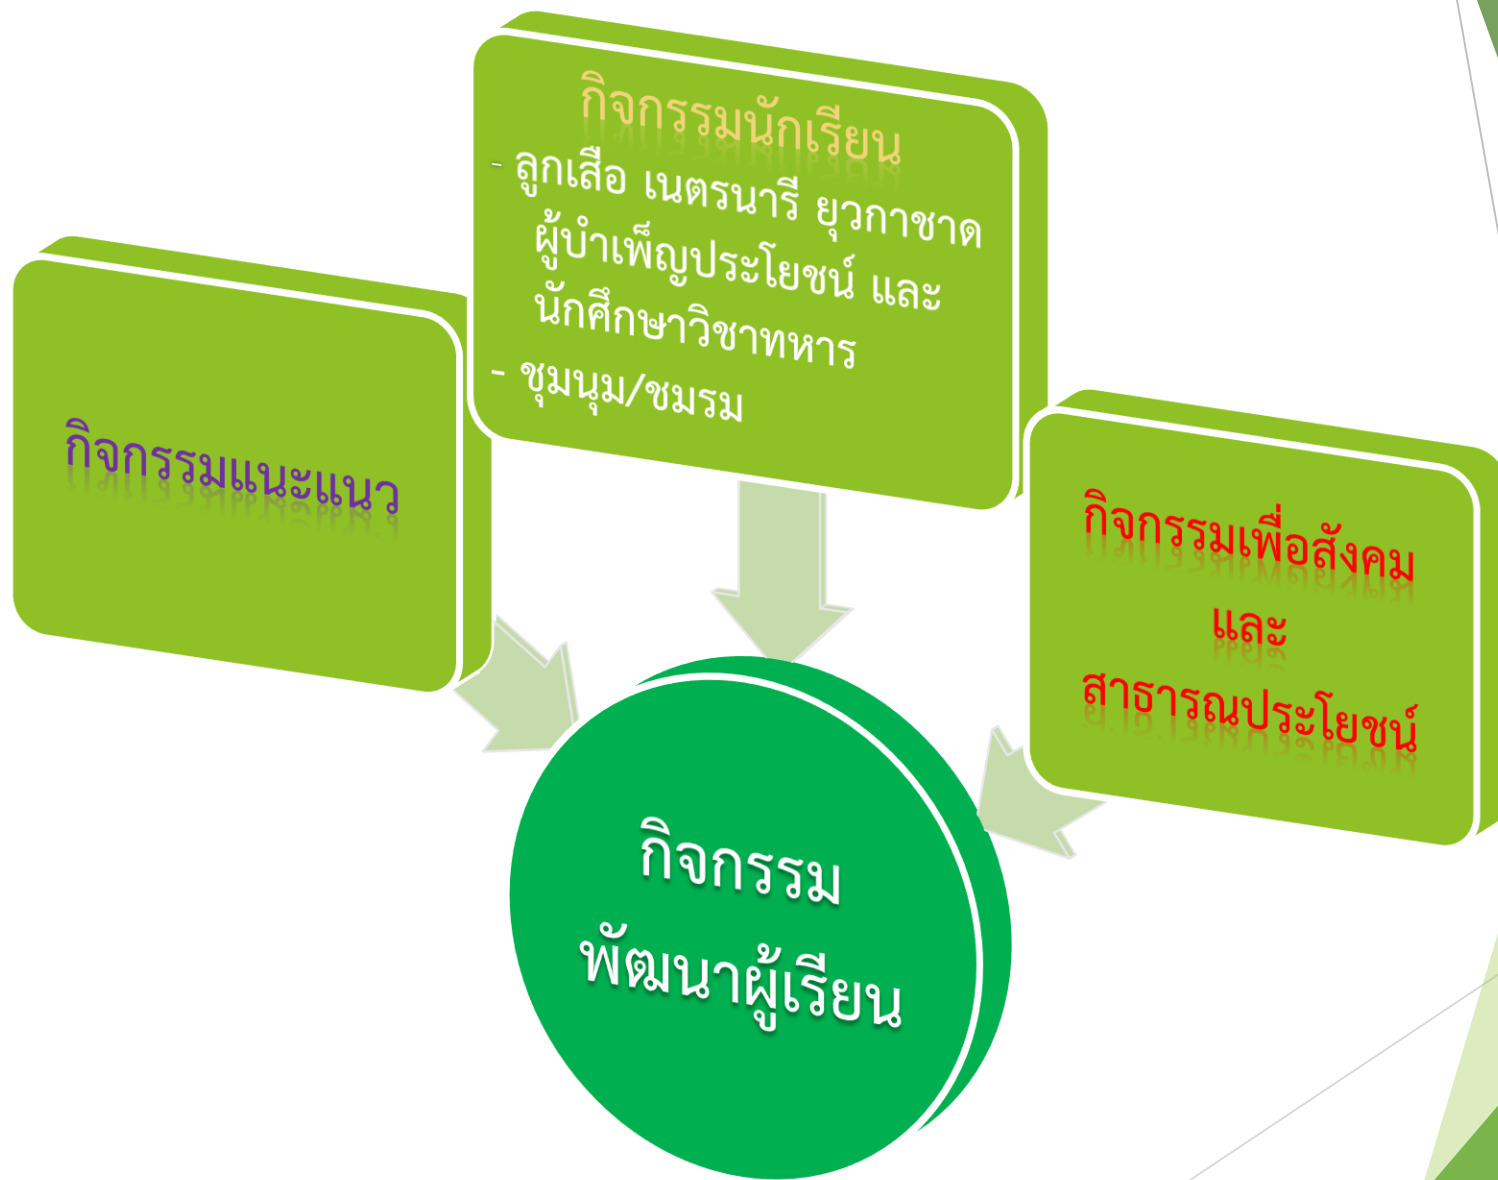 กิจกรรมนักเรียน
- ลูกเสือ เนตรนารี ยุวกาชาด
ผู้บำเพ็ญประโยชน์ และ
นักศึกษาวิชาทหาร
- ชุมนุม/ชมรม
กิจกรรมแนะแนว
กิจกรรมเพื่อสังคม
และ
สาธารณประโยชน์
กิจกรรม
พัฒนาผู้เรียน